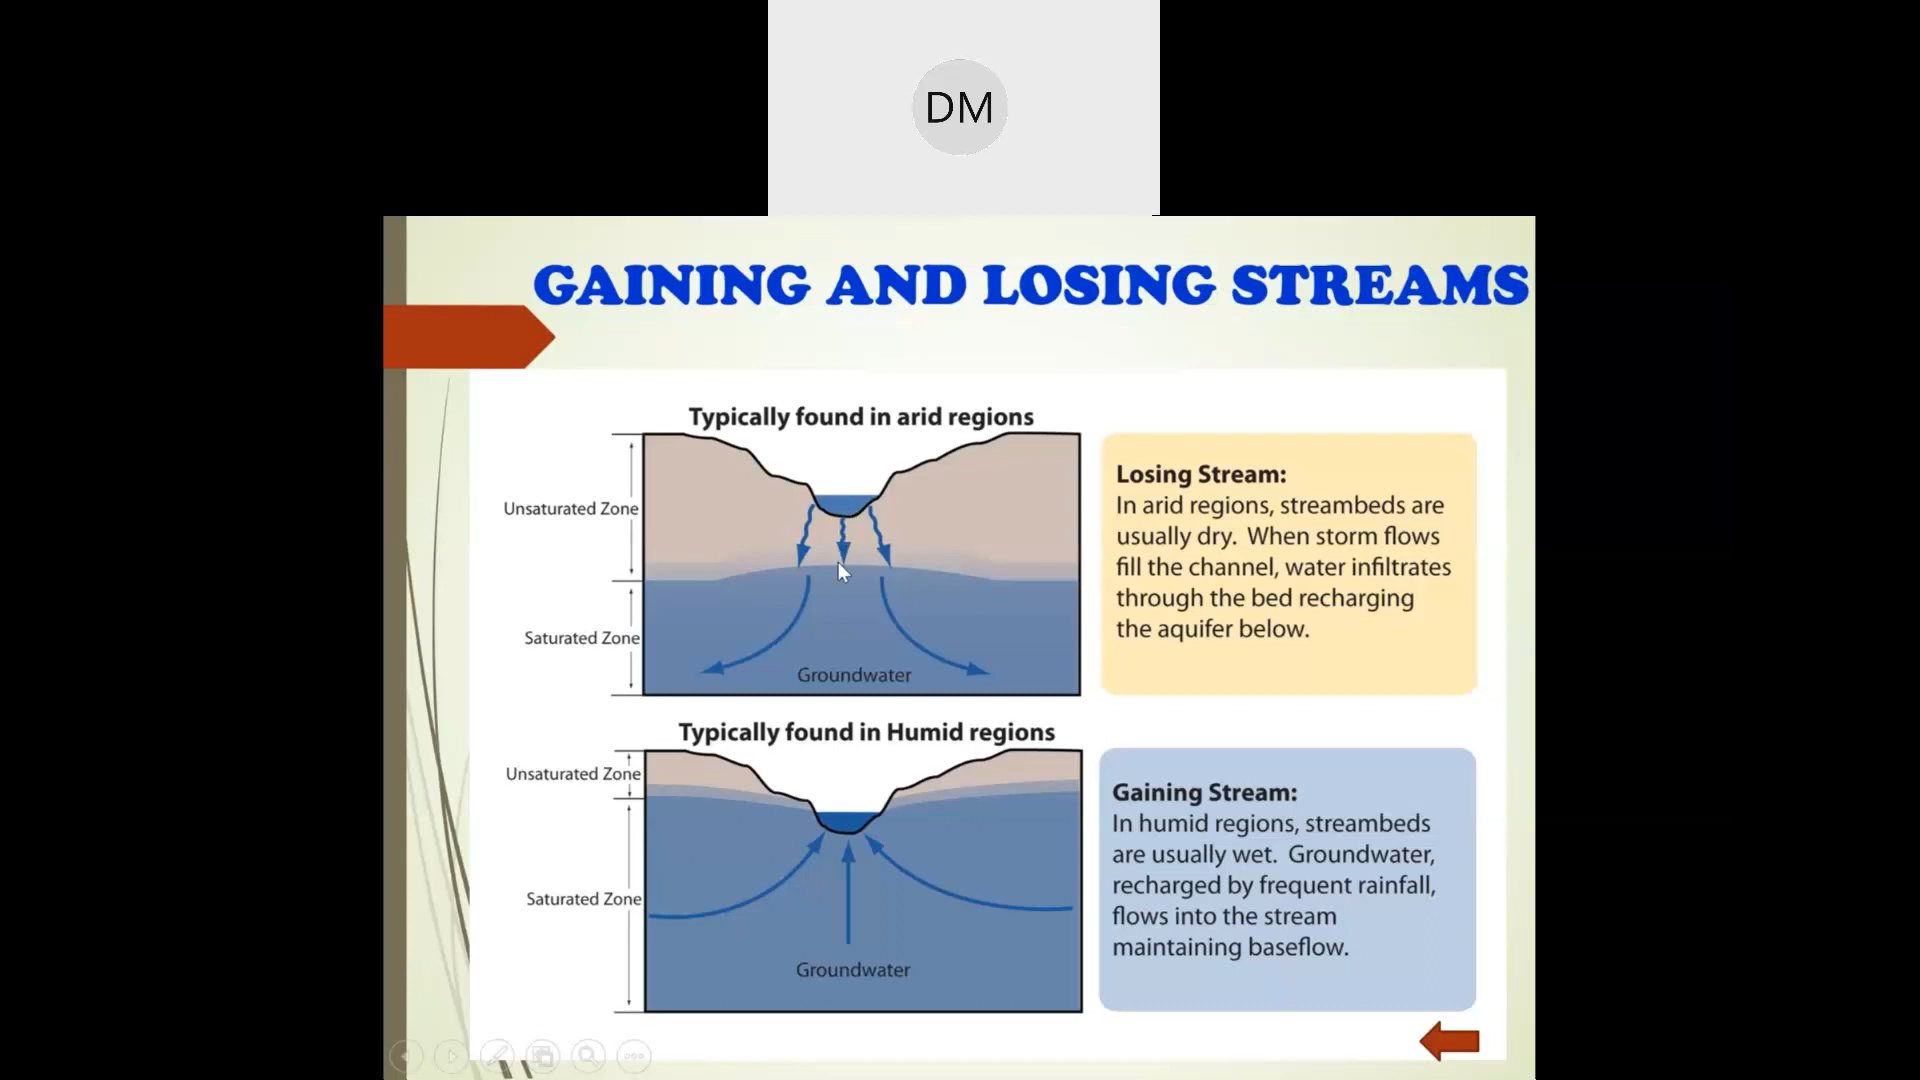 DM
GAINING AND LOSING STREAMS
Typically found in arid regions
Unsaturated Zone
Saturated Zone
Groundwater
Losing Stream:
In arid regions, streambeds are
usually dry. When storm flows
fill the channel, water infiltrates
through the bed recharging
the aquifer below.
Typically found in Humid regions
Unsaturated Zone
Saturated Zone
Groundwater
Gaining Stream:
In humid regions, streambeds
are usually wet. Groundwater,
recharged by frequent rainfall,
flows into the stream
maintaining baseflow.